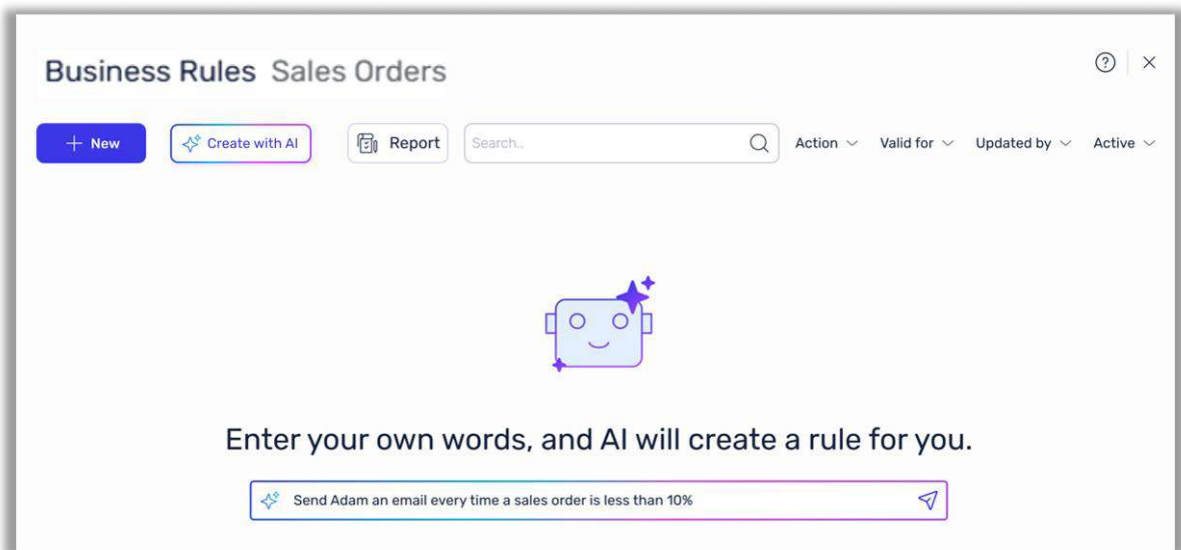 Business Rules Sales Orders
New Create with AI Report Search.. Action Valid for Updated by Active
Enter your own words, and AI will create a rule for you.
Send Adam an email every time a sales order is less than 10%